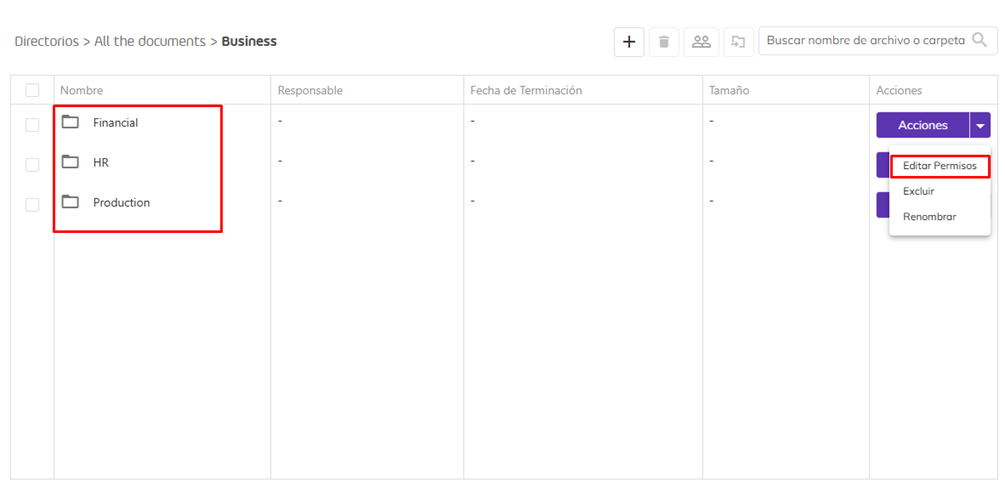 Directorios > All the documents > Business
Buscar nombre de archivo o carpeta
Nombre Responsable Fecha de Terminación Tamaño Acciones
Financial - - - Acciones
HR - - -
Production - - -
Editar Permisos
Excluir
Renombrar